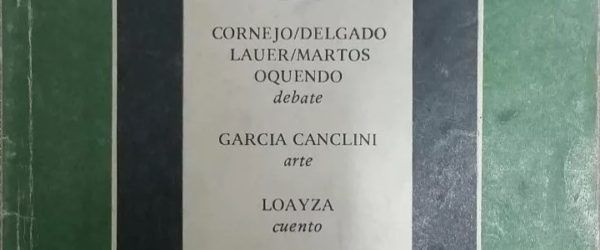 CORNEJO/DELGADO
LAUER/MARTOS
OQUENDO
debate
GARCIA CANCLINI
arte
LOAYZA
cuento